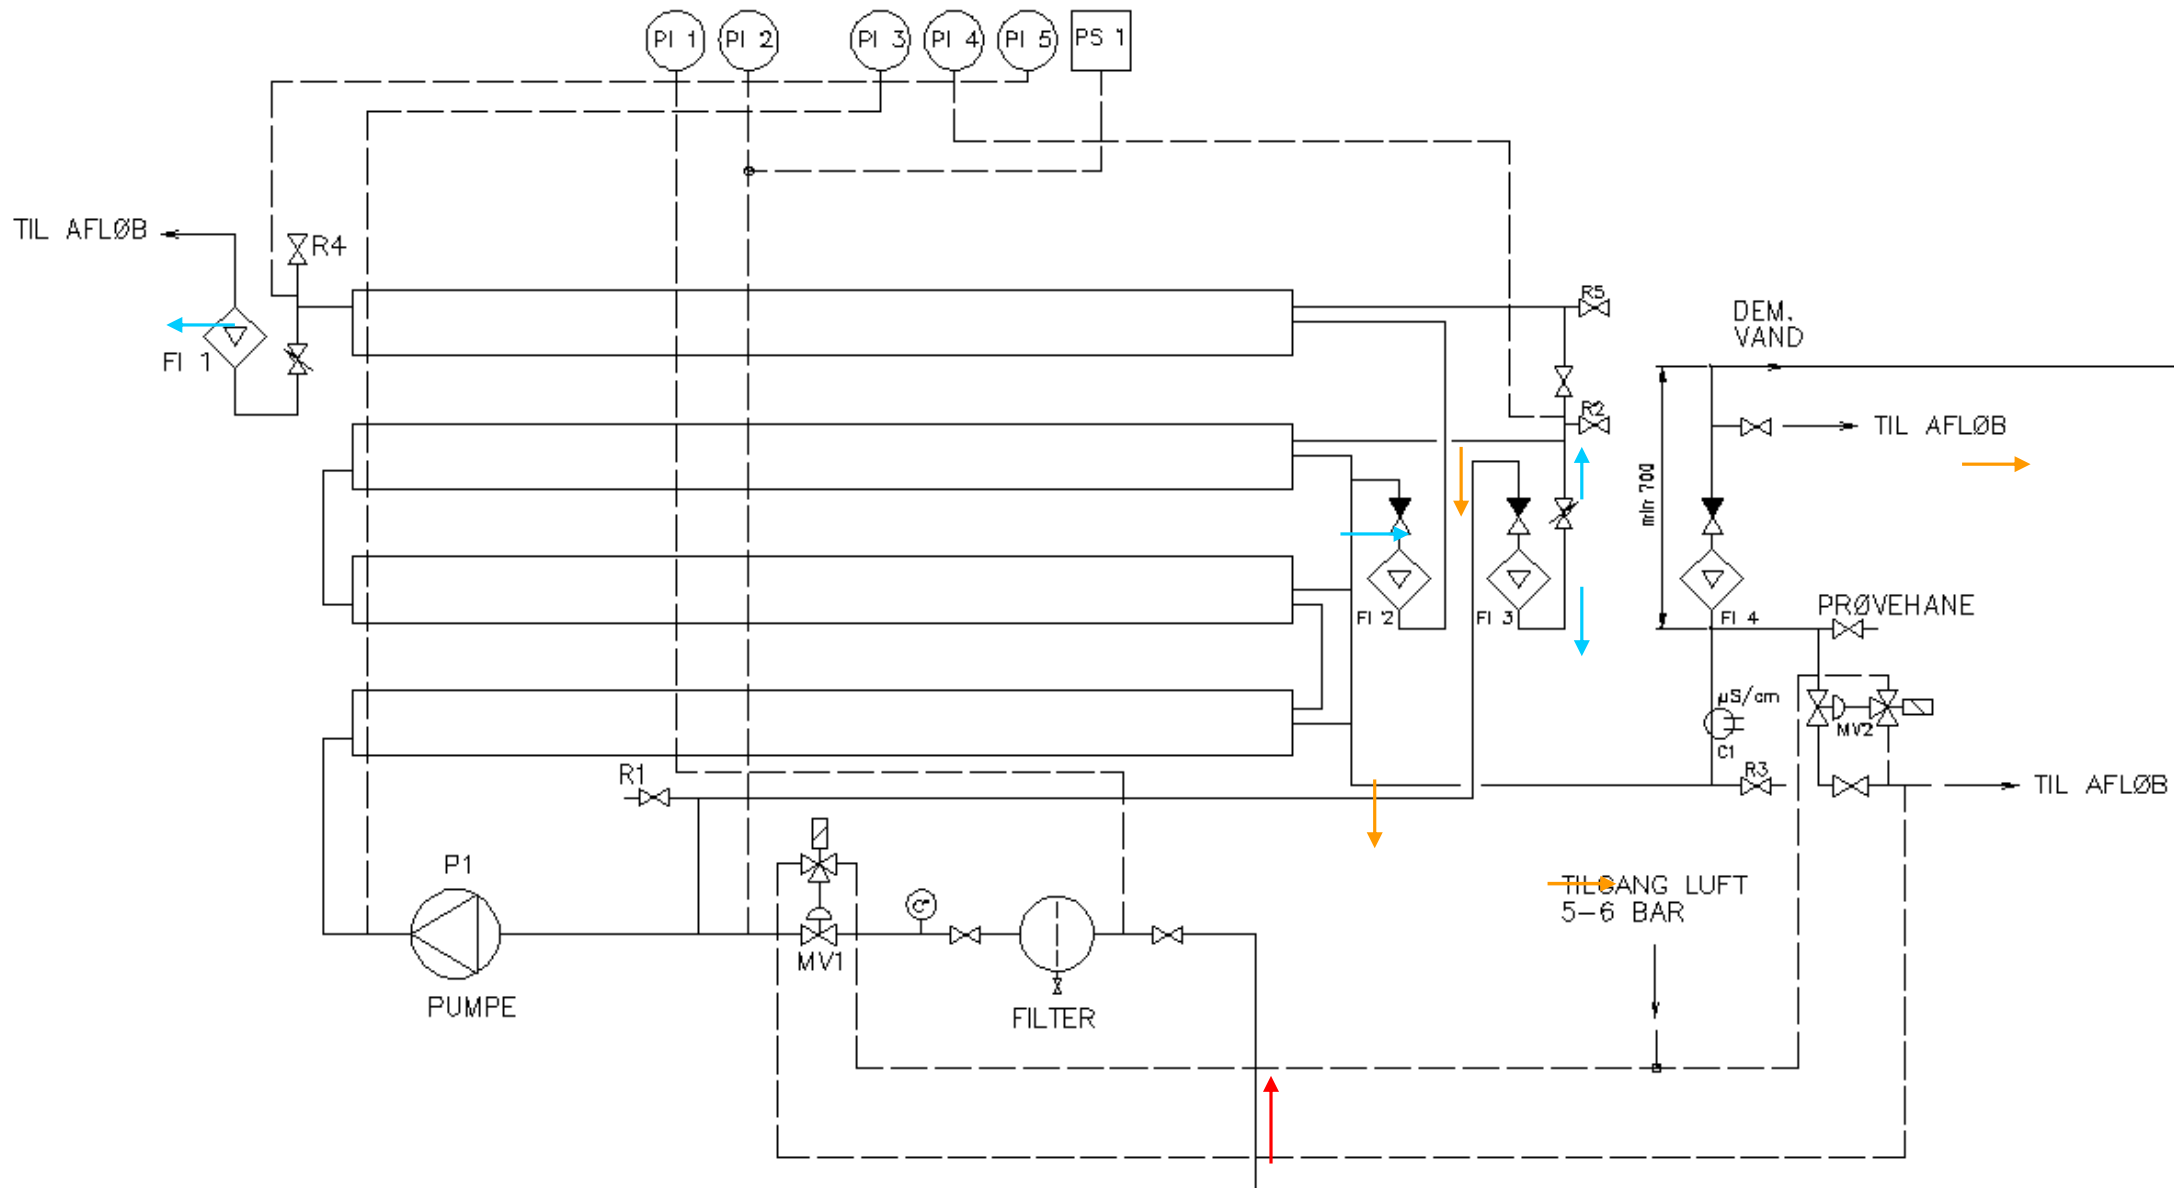 PI 1
PI 2
PI 3
PI 4
PI 5
PS 1
TIL AFLØB
R4
FI 1
R5
R2
DEM.
VAND
TIL AFLØB
min 700
FI 2
FI 3
FI 4
PRØVEHANE
µS/cm
C1
MV2
R3
TIL AFLØB
R1
P1
PUMPE
MV1
C°
FILTER
TILGANG LUFT
5-6 BAR